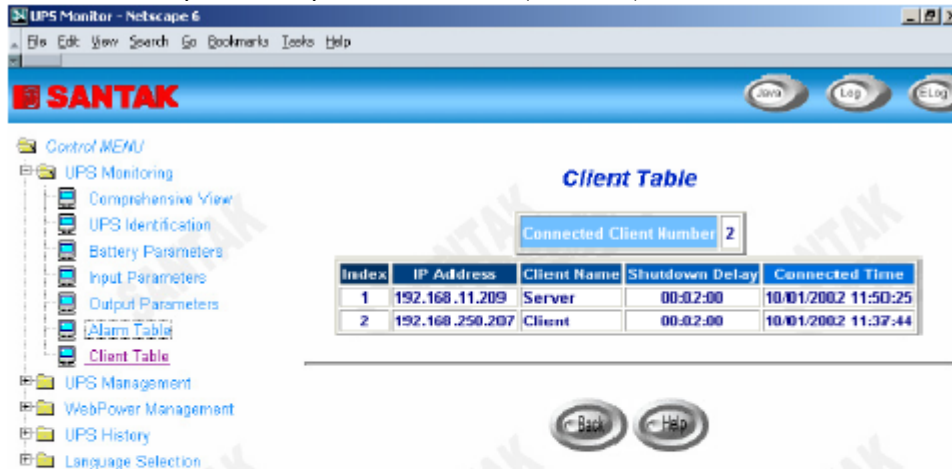 UPS Monitor - Netscape 6
File Edit View Search Go Bookmarks Tasks Help
SANTAK
Java Log ELog
Control MENU
UPS Monitoring
Comprehensive View
UPS Identification
Battery Parameters
Input Parameters
Output Parameters
Alarm Table
Client Table
UPS Management
WebPower Management
UPS History
Language Selection
Client Table
Connected Client Number 2
Index IP Address Client Name Shutdown Delay Connected Time
1 192.168.11.209 Server 00:02:00 10/01/2002 11:50:25
2 192.168.250.207 Client 00:02:00 10/01/2002 11:37:44
Back Help